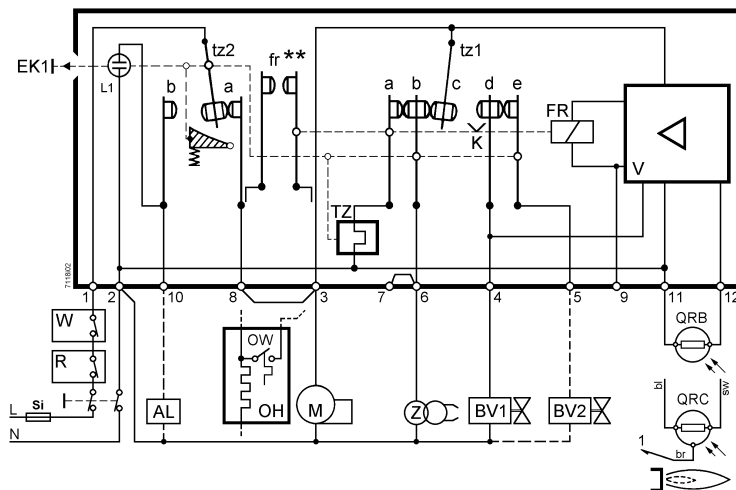 EK1
L1
tz2
b
a
fr **
tz1
a
b
c
d
e
K
FR
V
TZ
7118i02
1
2
10
8
3
7
6
4
5
9
11
12
W
R
L
si
N
AL
OW
OH
M
Z
BV1
BV2
QRB
QRC
bl
sw
br
1